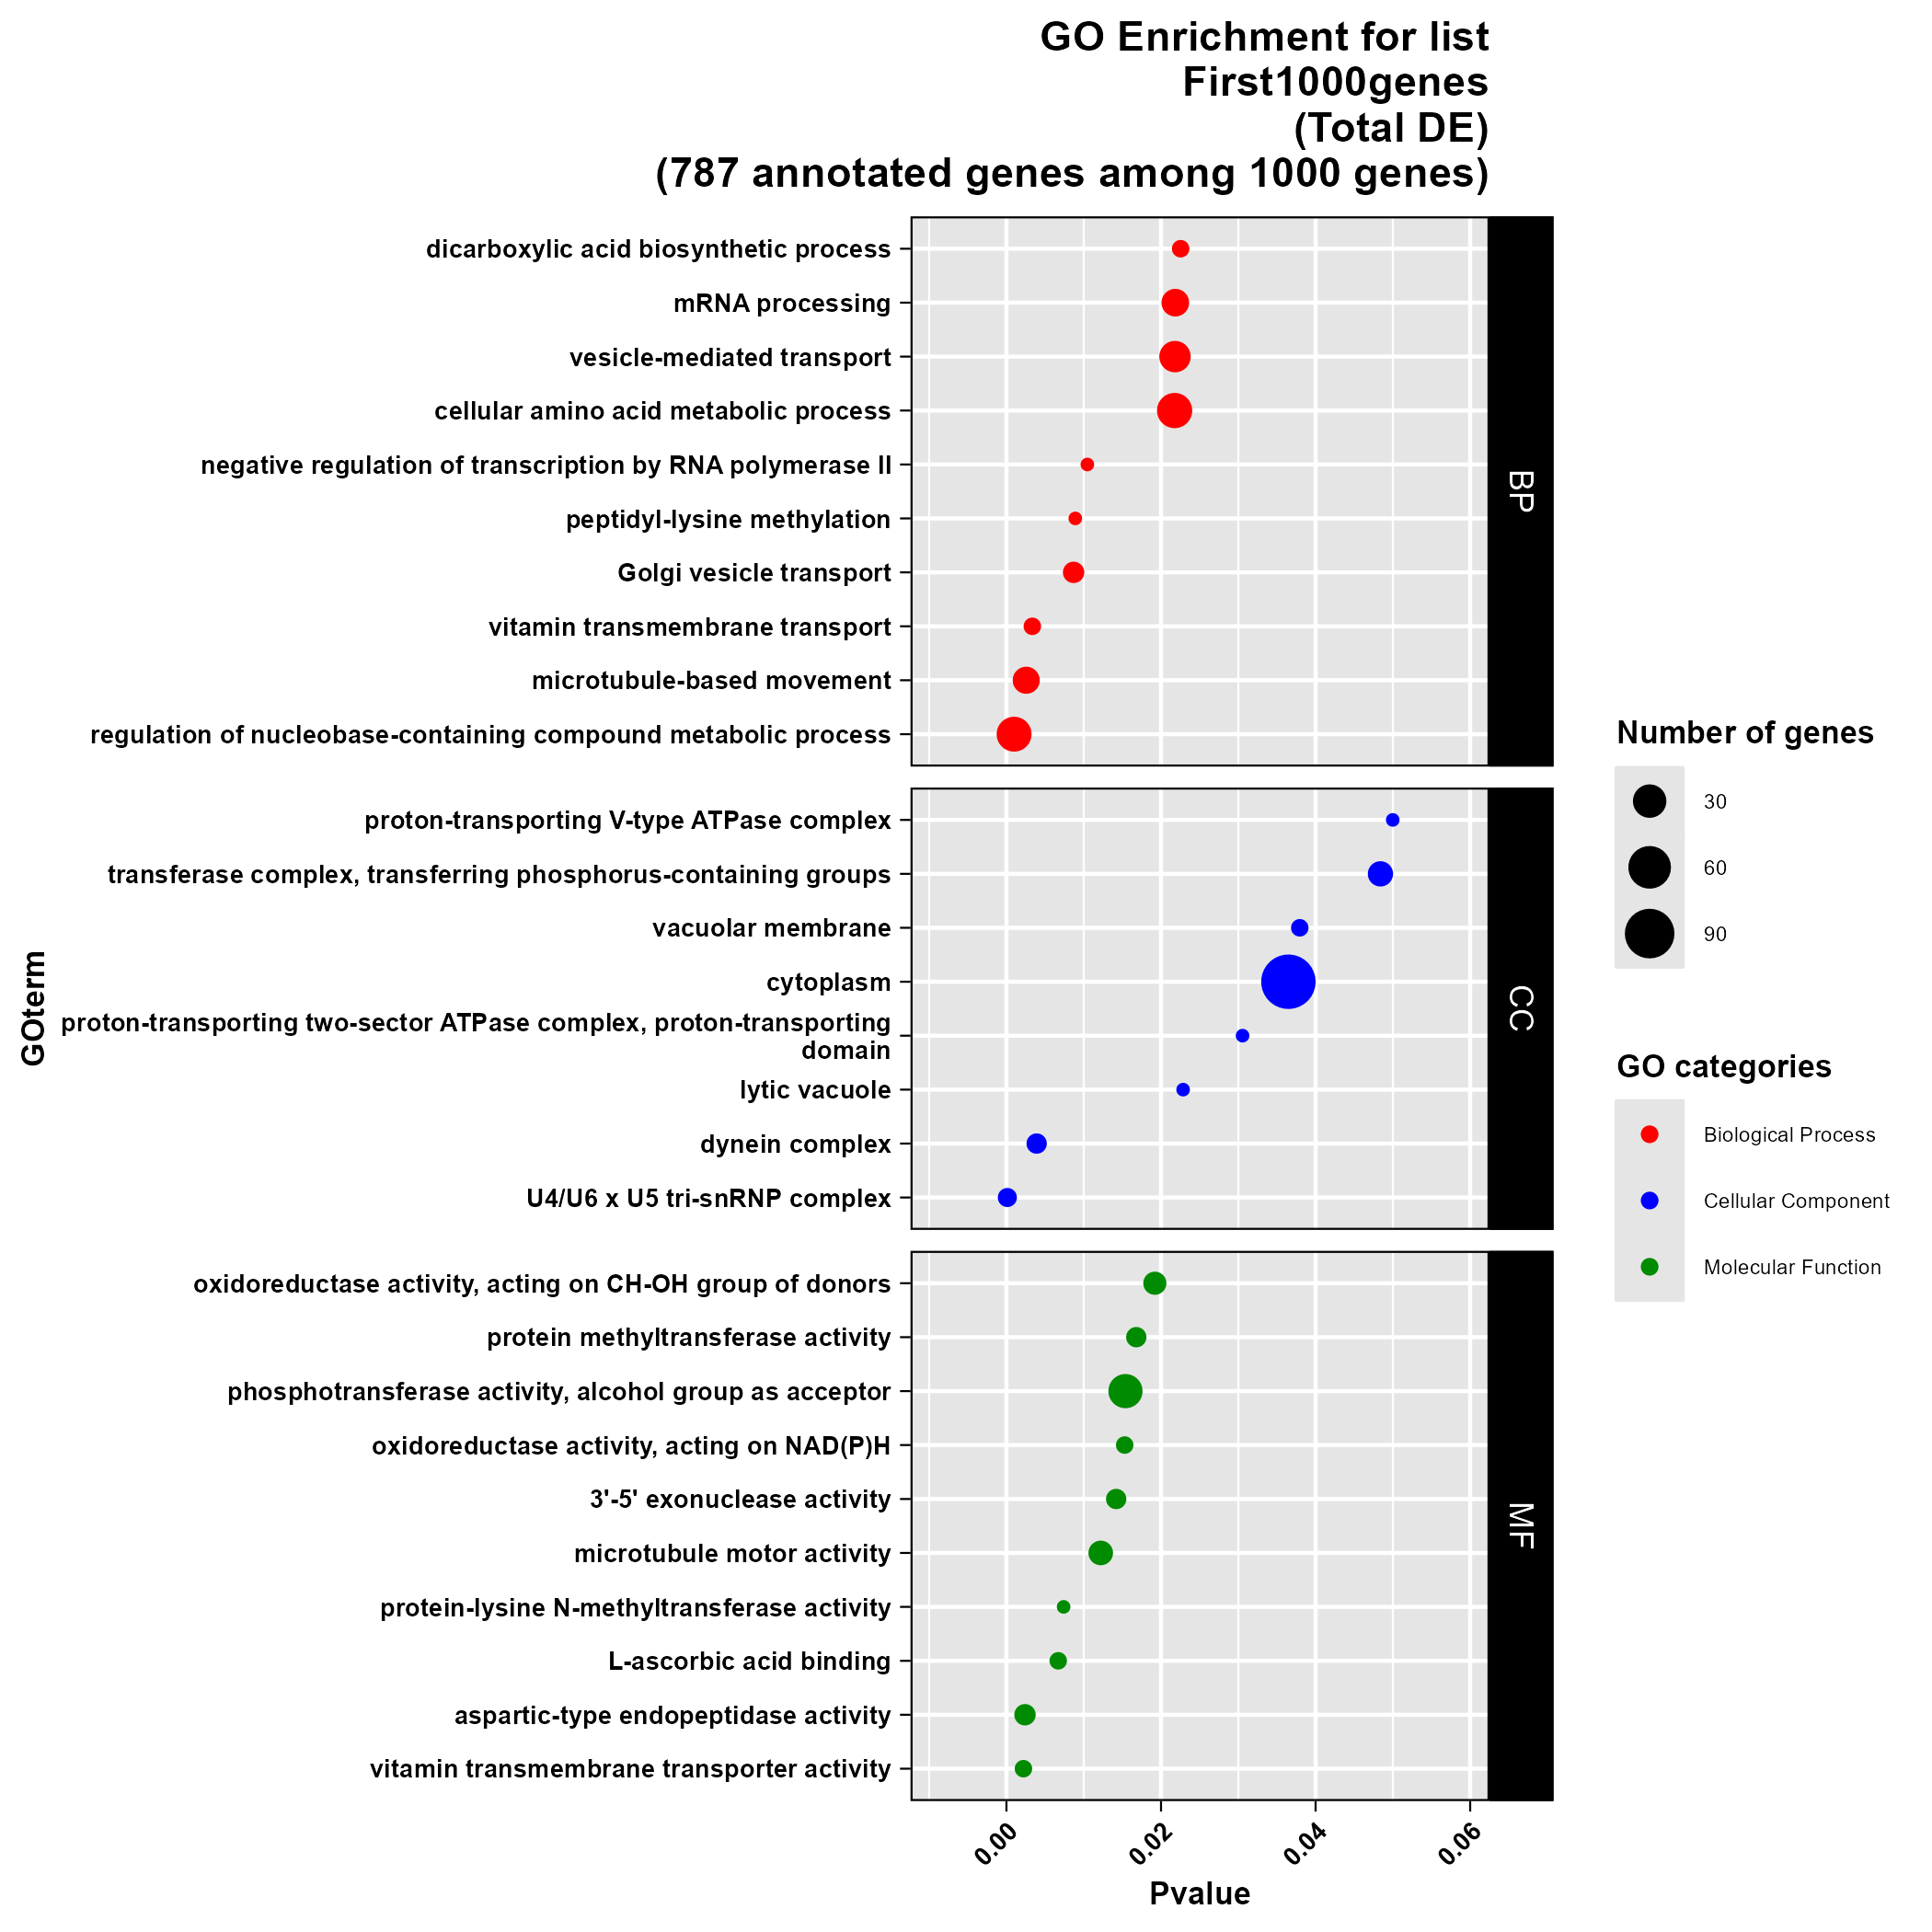 GO Enrichment for list
First1000genes
(Total DE)
(787 annotated genes among 1000 genes)
dicarboxylic acid biosynthetic process
mRNA processing
vesicle-mediated transport
cellular amino acid metabolic process
negative regulation of transcription by RNA polymerase II
peptidyl-lysine methylation
Golgi vesicle transport
vitamin transmembrane transport
microtubule-based movement
regulation of nucleobase-containing compound metabolic process
BP
proton-transporting V-type ATPase complex
transferase complex, transferring phosphorus-containing groups
vacuolar membrane
cytoplasm
proton-transporting two-sector ATPase complex, proton-transporting
domain
lytic vacuole
dynein complex
U4/U6 x U5 tri-snRNP complex
CC
oxidoreductase activity, acting on CH-OH group of donors
protein methyltransferase activity
phosphotransferase activity, alcohol group as acceptor
oxidoreductase activity, acting on NAD(P)H
3'-5' exonuclease activity
microtubule motor activity
protein-lysine N-methyltransferase activity
L-ascorbic acid binding
aspartic-type endopeptidase activity
vitamin transmembrane transporter activity
MF
0.00
0.02
0.04
0.06
Pvalue
GOterm
Number of genes
30
60
90
GO categories
Biological Process
Cellular Component
Molecular Function